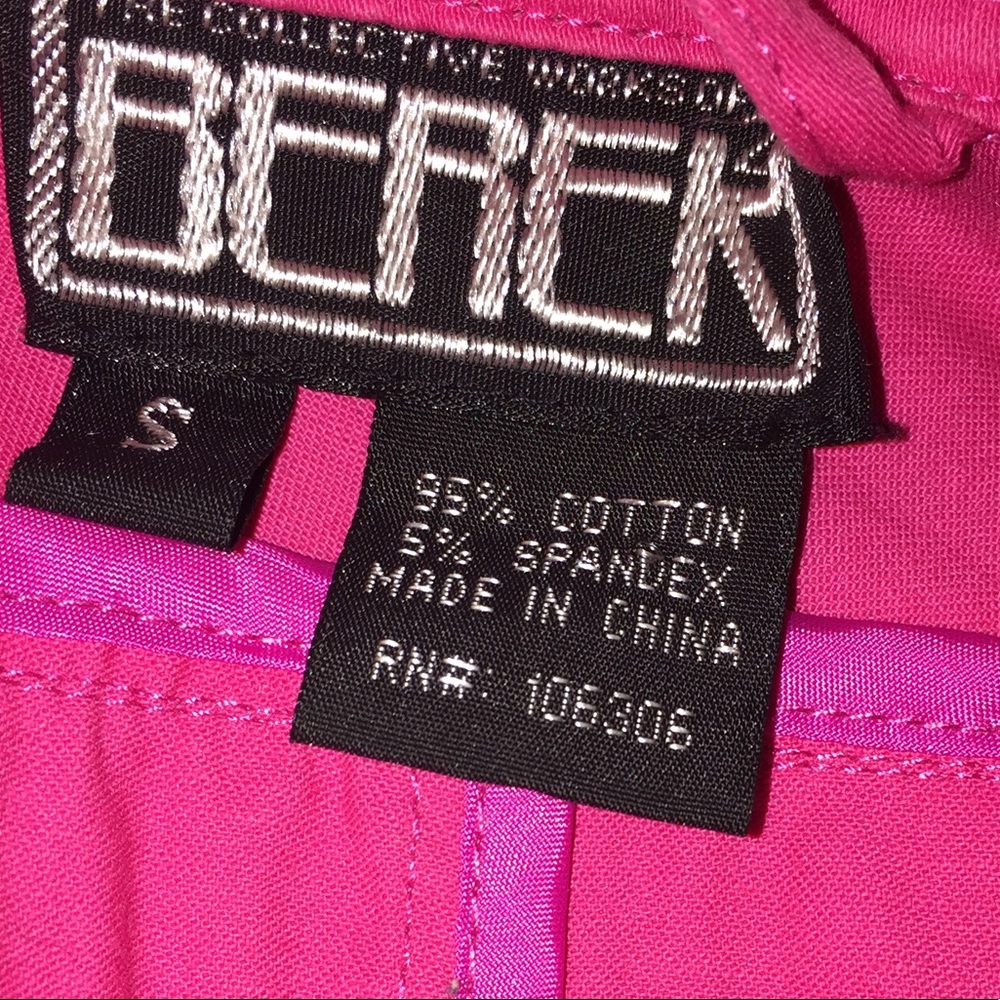 THE COLLECTIVE WORKS OF
BEREK
S
95% COTTON
5% SPANDEX
MADE IN CHINA
RN#: 106306